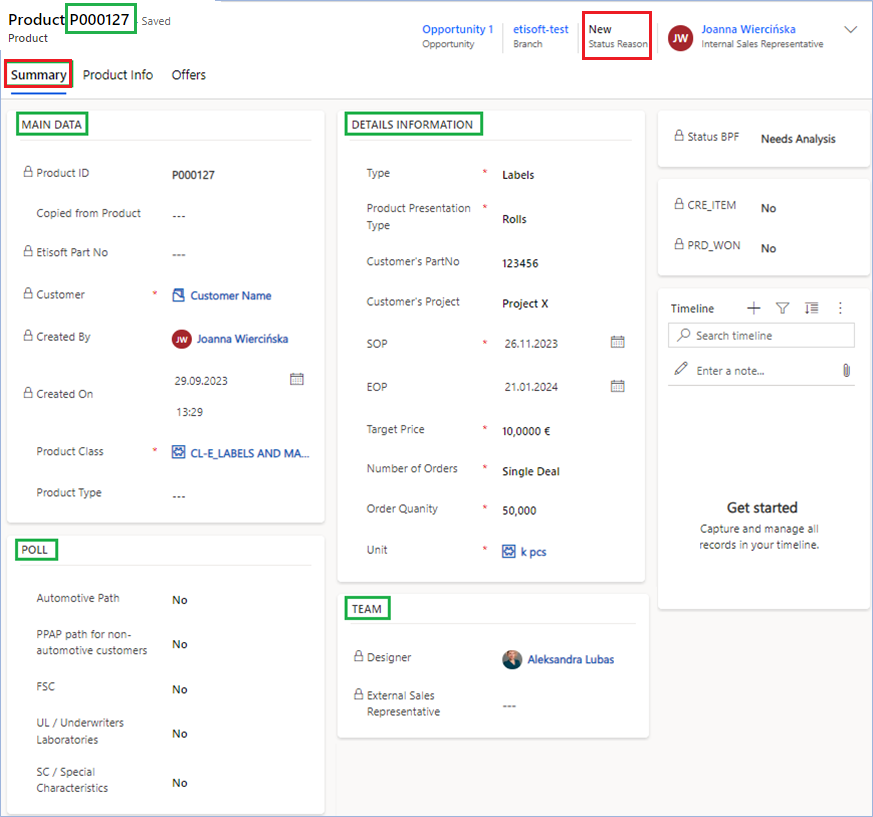 Product P000127 - Saved
Product
Opportunity 1
Opportunity
etisoft-test
Branch
New
Status Reason
JW
Joanna Wiercińska
Internal Sales Representative
Summary Product Info Offers
MAIN DATA
Product ID P000127
Copied from Product ---
Etisoft Part No ---
Customer * Customer Name
Created By JW Joanna Wiercińska
Created On 29.09.2023
13:29
Product Class * CL-E_LABELS AND MA...
Product Type ---
POLL
Automotive Path No
PPAP path for non-
automotive customers No
FSC No
UL / Underwriters
Laboratories No
SC / Special
Characteristics No
DETAILS INFORMATION
Type * Labels
Product Presentation *
Type Rolls
Customer's PartNo 123456
Customer's Project Project X
SOP * 26.11.2023
EOP * 21.01.2024
Target Price * 10,0000 €
Number of Orders * Single Deal
Order Quanity * 50,000
Unit * k pcs
TEAM
Designer Aleksandra Lubas
External Sales
Representative ---
Status BPF Needs Analysis
CRE_ITEM No
PRD_WON No
Timeline
Search timeline
Enter a note...
Get started
Capture and manage all
records in your timeline.